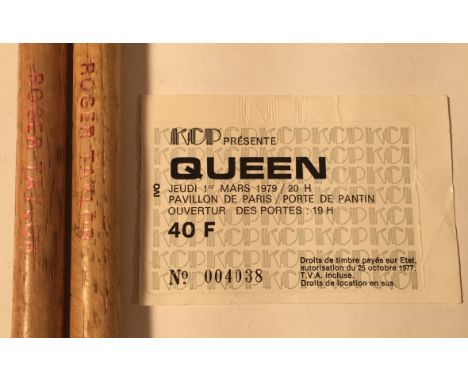 ROGER TAYLOR
ROGER TAYLOR
KCP PRÉSENTE
QUEEN
JEUDI 1er MARS 1979 / 20 H
PAVILLON DE PARIS / PORTE DE PANTIN
OUVERTUR DES PORTES : 19 H
40 F
Nº 004038
Droits de timbre payés sur Etat,
autorisation du 25 octobre 1977.
T.V.A. incluse.
Droits de location en sus.
IVO